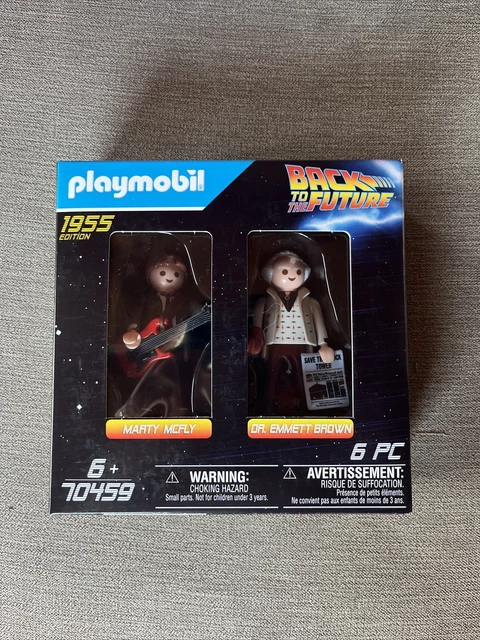 playmobil
BACK
TO THE FUTURE
1955
EDITION
SAVE THE CLOCK
TOWER
MARTY MCFLY
DR. EMMETT BROWN
6 PC
6+
70459
WARNING:
CHOKING HAZARD
Small parts. Not for children under 3 years.
AVERTISSEMENT:
RISQUE DE SUFFOCATION.
Présence de petits éléments.
Ne convient pas aux enfants de moins de 3 ans.